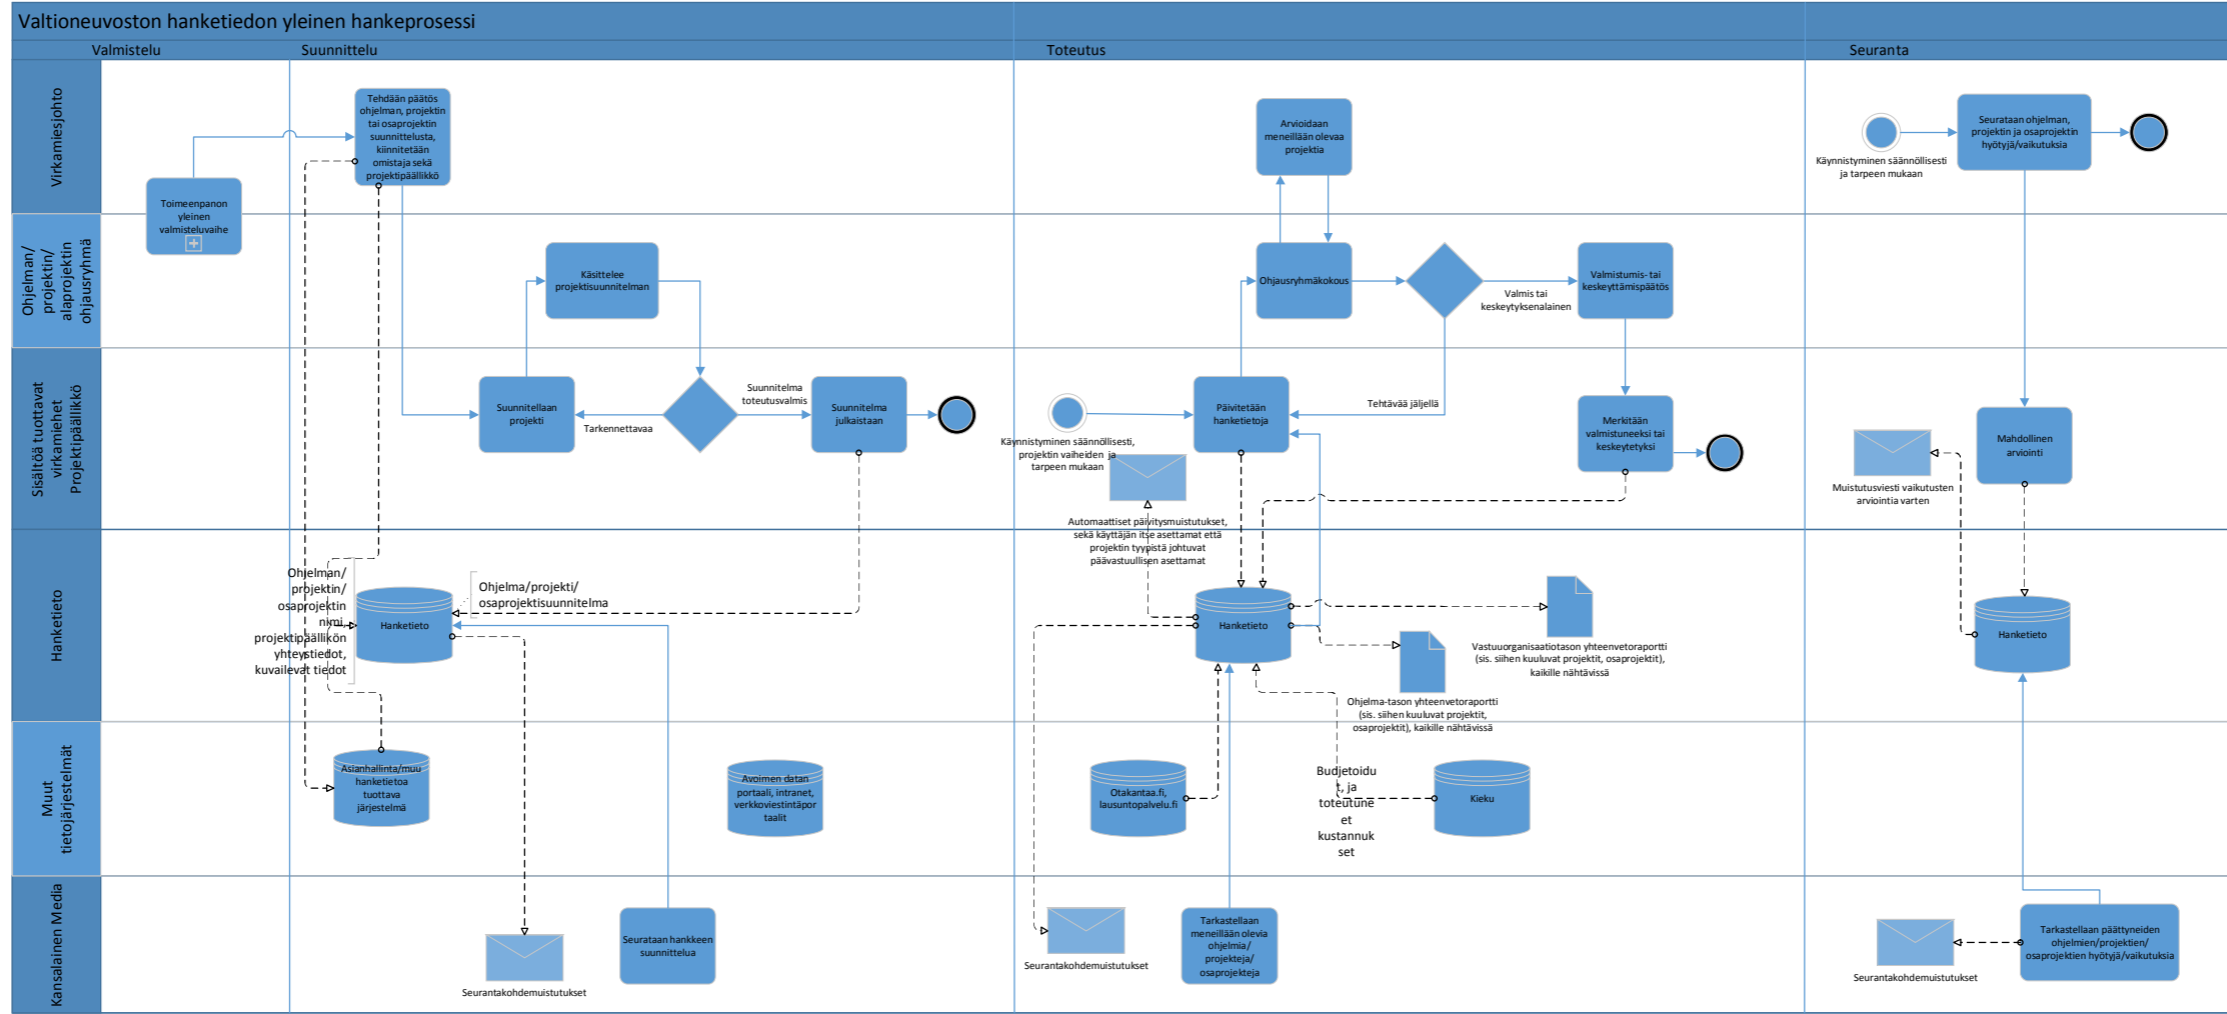 Valtioneuvoston hanketiedon yleinen hankeprosessi
Valmistelu
Suunnittelu
Toteutus
Seuranta
Virkamiesjohto
Toimeenpanon
yleinen
valmisteluvaihe
Tehdään päätös
ohjelman, projektin
tai osaprojektin
suunnittelusta,
kiinnitetään
omistaja sekä
projektipäällikkö
Arvioidaan
meneillään olevaa
projektia
Käynnistyminen säännöllisesti
ja tarpeen mukaan
Seurataan ohjelman,
projektin ja osaprojektin
hyötyjä/vaikutuksia
Ohjelman/
projektin/
alaprojektin
ohjausryhmä
Käsittelee
projektisuunnitelman
Ohjausryhmäkokous
Valmis tai
keskeytyksenalainen
Valmistumis- tai
keskeyttämispäätös
Sisältöä tuottavat
virkamiehet
Projektipäällikkö
Suunnitellaan
projekti
Tarkennettavaa
Suunnitelma
toteutusvalmis
Suunnitelma
julkaistaan
Käynnistyminen säännöllisesti,
projektin vaiheiden ja
tarpeen mukaan
Päivitetään
hanketietoja
Tehtävää jäljellä
Merkitään
valmistuneeksi tai
keskeytetyksi
Automaattiset päivitysmuistutukset,
sekä käyttäjän itse asettamat että
projektin tyypistä johtuvat
päävastuullisen asettamat
Muistutusviesti vaikutusten
arviointia varten
Mahdollinen
arviointi
Hanketieto
Ohjelman/
projektin/
osaprojektin
nimi,
projektipäällikön
yhteystiedot,
kuvailevat tiedot
Hanketieto
Ohjelma/projekti/
osaprojektisuunnitelma
Hanketieto
Vastuuorganisaatiotason yhteenvetoraportti
(sis. siihen kuuluvat projektit, osaprojektit),
kaikille nähtävissä
Ohjelma-tason yhteenvetoraportti
(sis. siihen kuuluvat projektit,
osaprojektit), kaikille nähtävissä
Hanketieto
Muut
tietojärjestelmät
Asianhallinta/muu
hanketietoa
tuottava
järjestelmä
Avoimen datan
portaali, intranet,
verkkoviestintäpor
taalit
Otakantaa.fi,
lausuntopalvelu.fi
Budjetoidu
t, ja
toteutune
et
kustannuk
set
Kieku
Kansalainen Media
Seurantakohdemuistutukset
Seurataan hankkeen
suunnittelua
Seurantakohdemuistutukset
Tarkastellaan
meneillään olevia
ohjelmia/
projekteja/
osaprojekteja
Seurantakohdemuistutukset
Tarkastellaan päättyneiden
ohjelmien/projektien/
osaprojektien hyötyjä/vaikutuksia